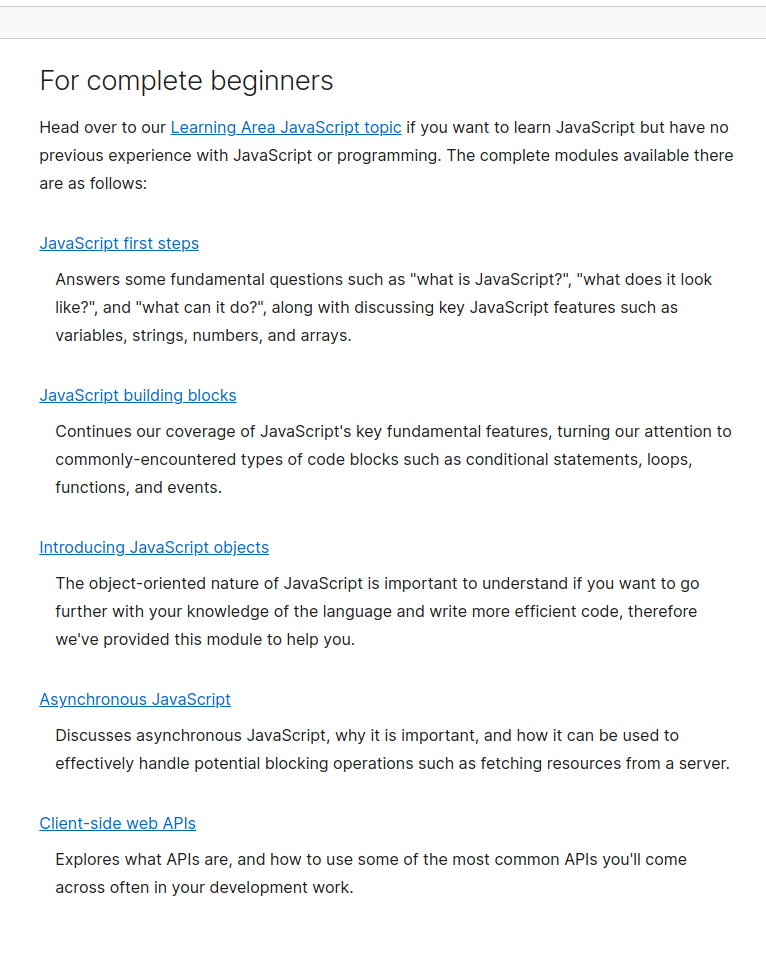 For complete beginners
Head over to our Learning Area JavaScript topic if you want to learn JavaScript but have no
previous experience with JavaScript or programming. The complete modules available there
are as follows:
JavaScript first steps
Answers some fundamental questions such as "what is JavaScript?", "what does it look
like?", and "what can it do?", along with discussing key JavaScript features such as
variables, strings, numbers, and arrays.
JavaScript building blocks
Continues our coverage of JavaScript's key fundamental features, turning our attention to
commonly-encountered types of code blocks such as conditional statements, loops,
functions, and events.
Introducing JavaScript objects
The object-oriented nature of JavaScript is important to understand if you want to go
further with your knowledge of the language and write more efficient code, therefore
we've provided this module to help you.
Asynchronous JavaScript
Discusses asynchronous JavaScript, why it is important, and how it can be used to
effectively handle potential blocking operations such as fetching resources from a server.
Client-side web APIs
Explores what APIs are, and how to use some of the most common APIs you'll come
across often in your development work.